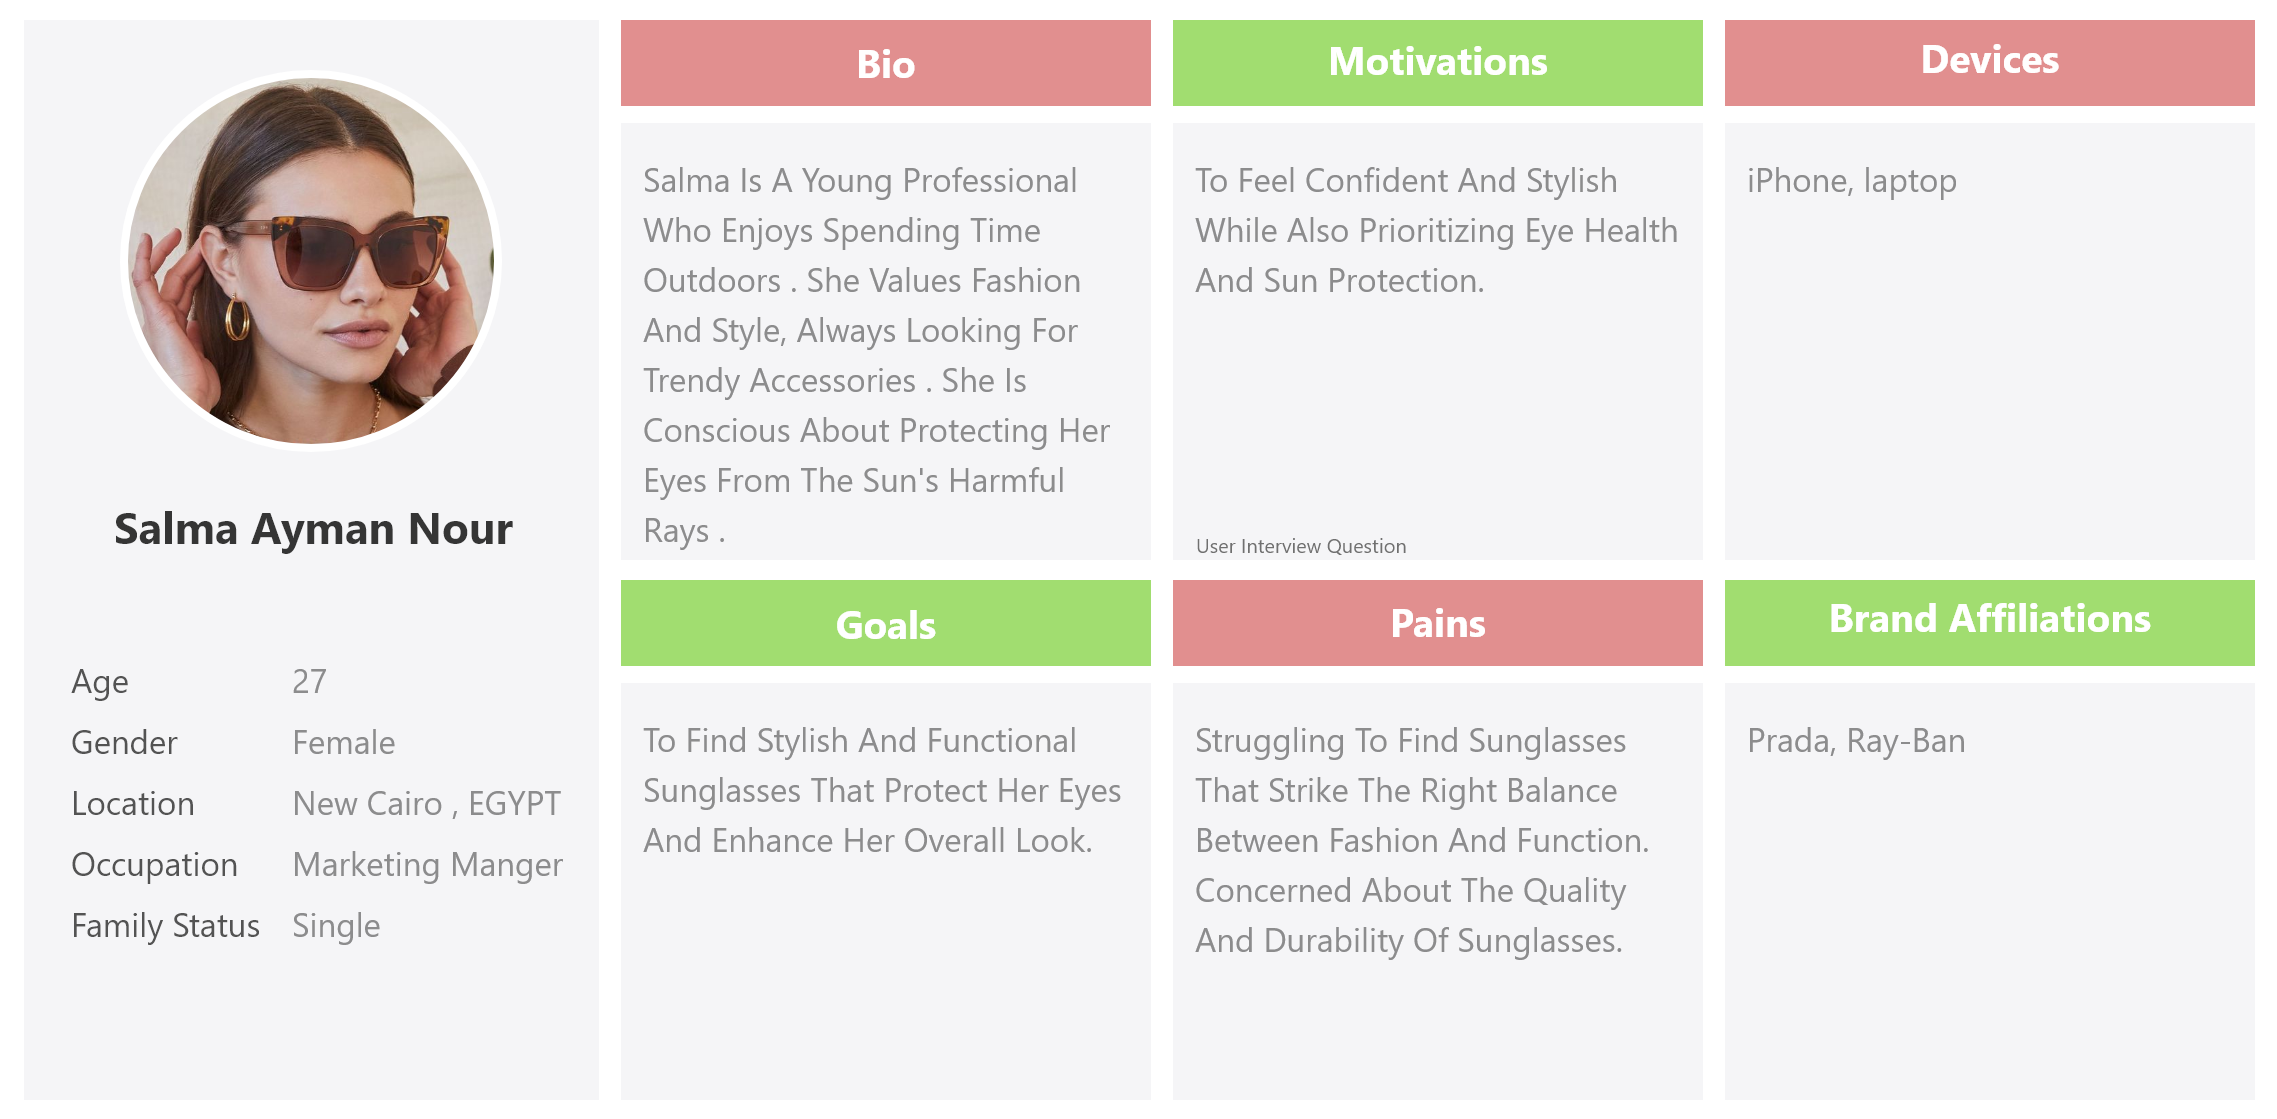 Salma Ayman Nour
Age 27
Gender Female
Location New Cairo , EGYPT
Occupation Marketing Manger
Family Status Single
Bio
Salma Is A Young Professional
Who Enjoys Spending Time
Outdoors . She Values Fashion
And Style, Always Looking For
Trendy Accessories . She Is
Conscious About Protecting Her
Eyes From The Sun's Harmful
Rays .
Motivations
To Feel Confident And Stylish
While Also Prioritizing Eye Health
And Sun Protection.
User Interview Question
Devices
iPhone, laptop
Goals
To Find Stylish And Functional
Sunglasses That Protect Her Eyes
And Enhance Her Overall Look.
Pains
Struggling To Find Sunglasses
That Strike The Right Balance
Between Fashion And Function.
Concerned About The Quality
And Durability Of Sunglasses.
Brand Affiliations
Prada, Ray-Ban